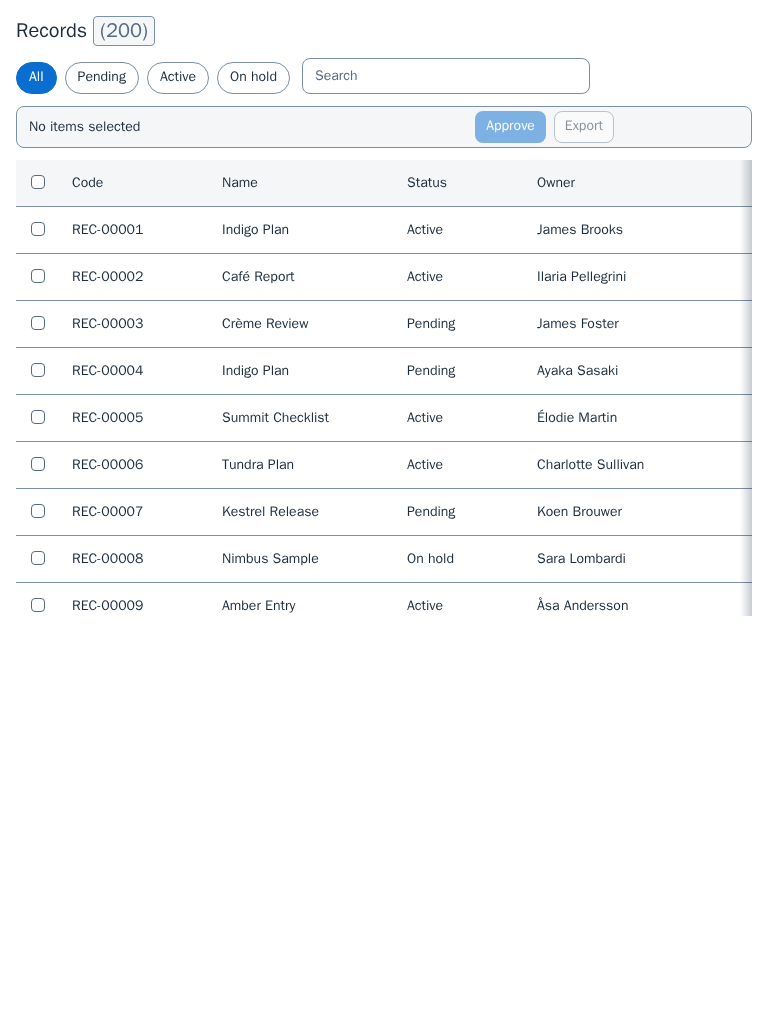 Records (200)
All Pending Active On hold Search
No items selected Approve Export
Code Name Status Owner
REC-00001 Indigo Plan Active James Brooks
REC-00002 Café Report Active Ilaria Pellegrini
REC-00003 Crème Review Pending James Foster
REC-00004 Indigo Plan Pending Ayaka Sasaki
REC-00005 Summit Checklist Active Élodie Martin
REC-00006 Tundra Plan Active Charlotte Sullivan
REC-00007 Kestrel Release Pending Koen Brouwer
REC-00008 Nimbus Sample On hold Sara Lombardi
REC-00009 Amber Entry Active Åsa Andersson